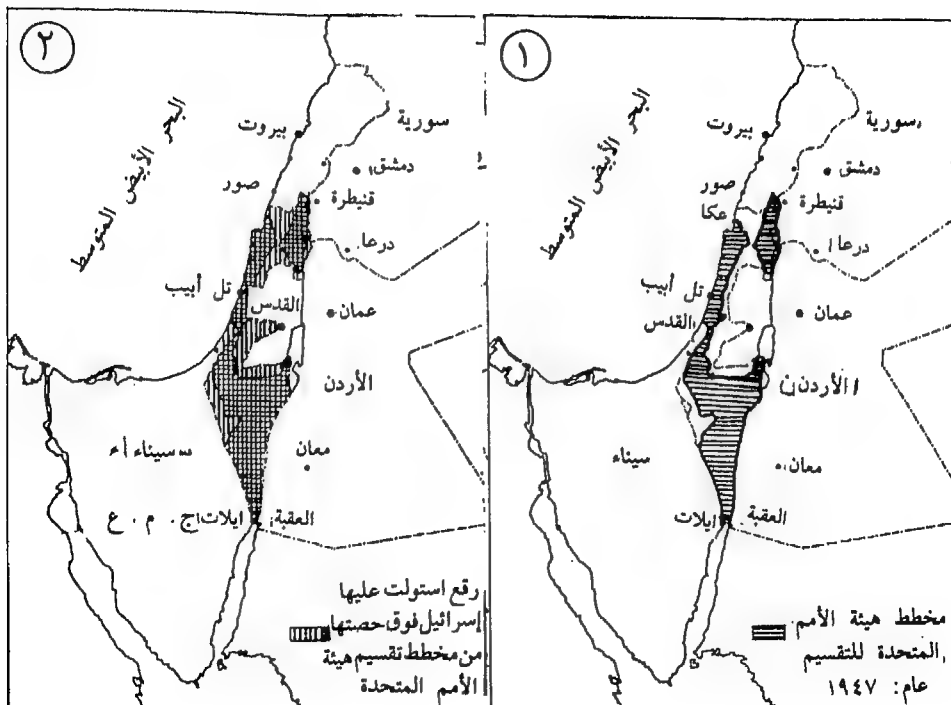 ١
البحر الأبيض المتوسط
سورية
بيروت
دمشق
صور
قنيطرة
عكا
درعا
تل أبيب
عمان
القدس
الأردن
سيناء
معان
العقبة
ايلات
مخطط هيئة الأمم
المتحدة للتقسيم
عام: ١٩٤٧
٢
البحر الأبيض المتوسط
سورية
بيروت
دمشق
صور
قنيطرة
درعا
تل أبيب
القدس
عمان
الأردن
سيناء
معان
ج . م . ع
ايلات
العقبة
رقع استولت عليها
إسرائيل فوق حصتها
من مخطط تقسيم هيئة
الأمم المتحدة